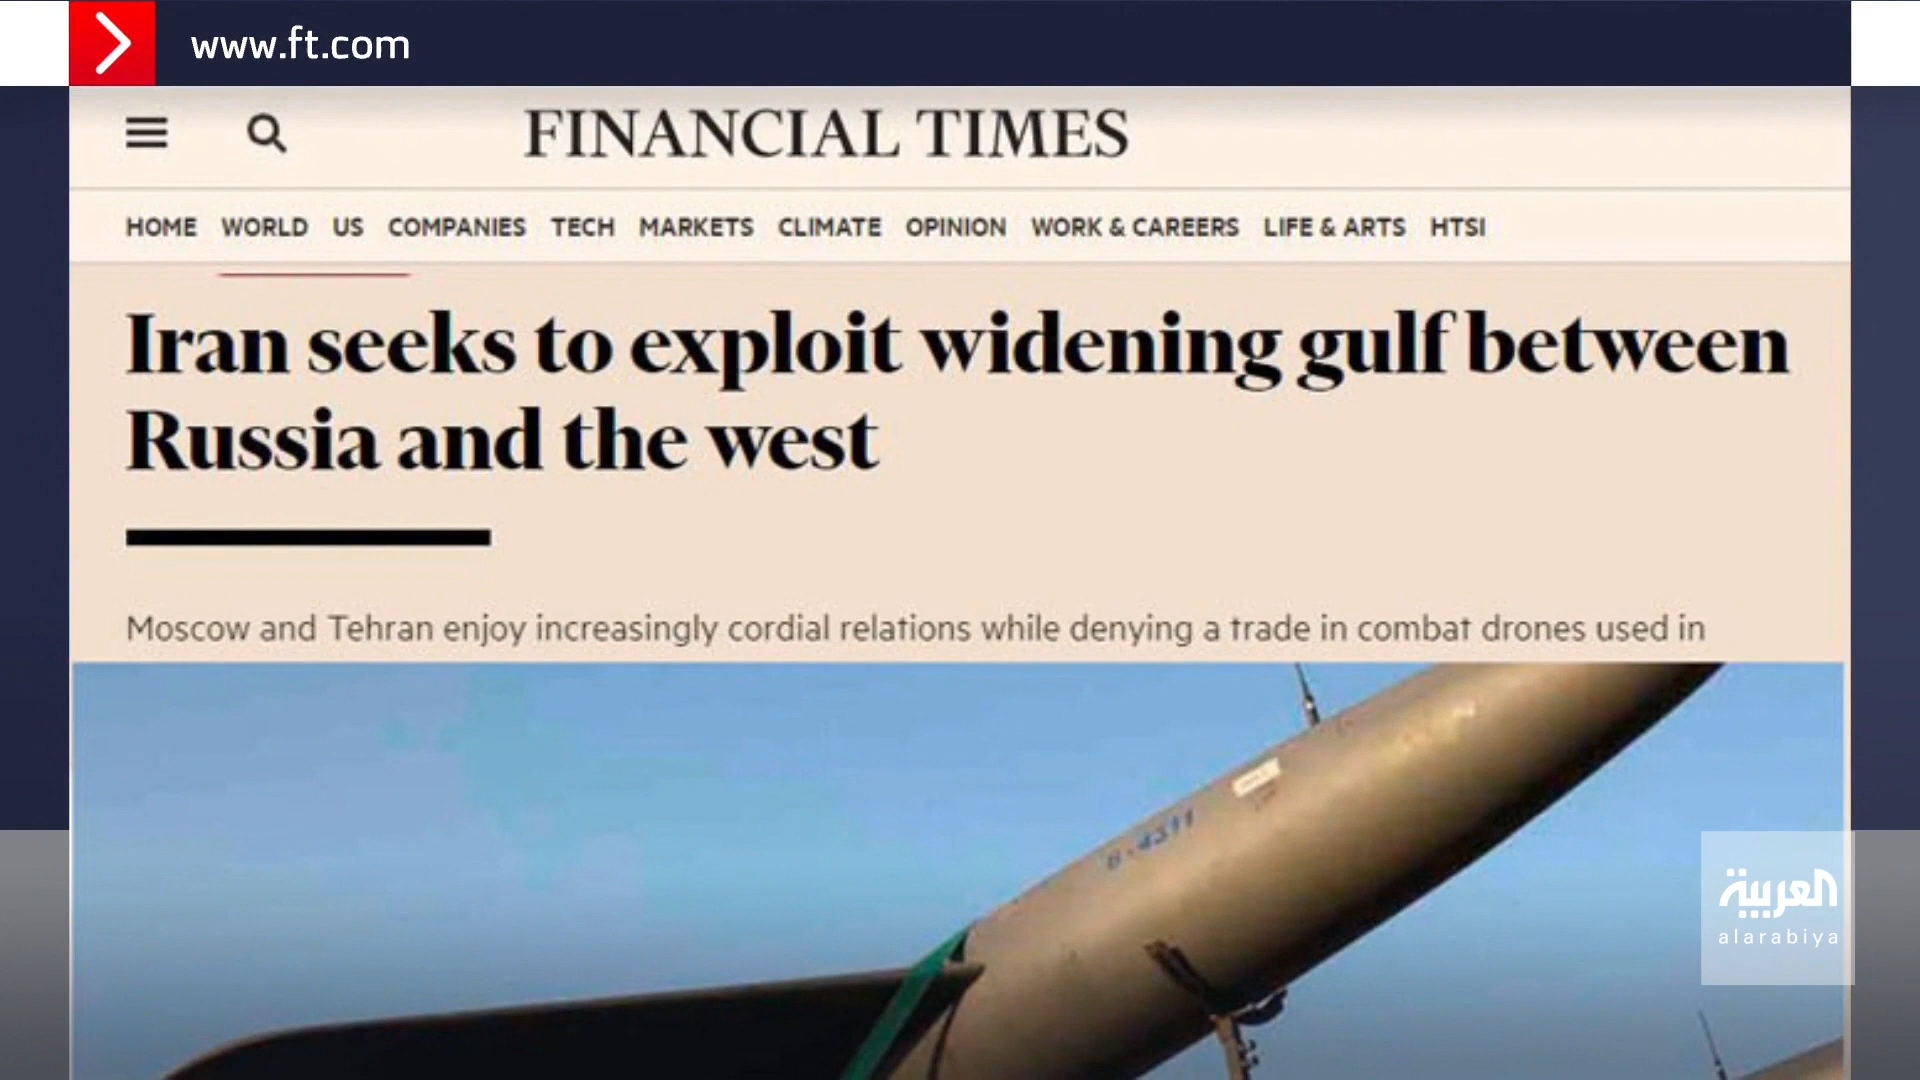 www.ft.com
FINANCIAL TIMES
HOME WORLD US COMPANIES TECH MARKETS CLIMATE OPINION WORK & CAREERS LIFE & ARTS HTSI
Iran seeks to exploit widening gulf between
Russia and the west
Moscow and Tehran enjoy increasingly cordial relations while denying a trade in combat drones used in
العربية
alarabiya